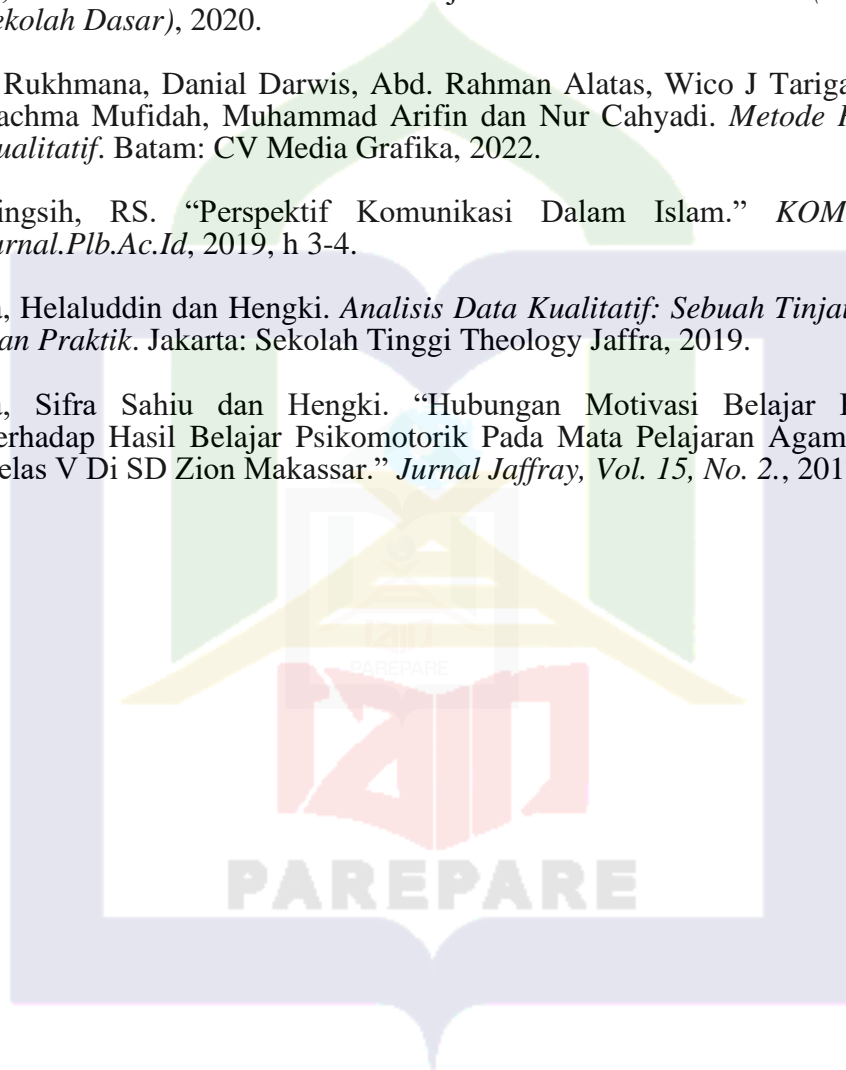 ekolah Dasar), 2020.
Rukhmana, Danial Darwis, Abd. Rahman Alatas, Wico J Tariga
achma Mufidah, Muhammad Arifin dan Nur Cahyadi. Metode P
ualitatif. Batam: CV Media Grafika, 2022.
ingsih, RS. “Perspektif Komunikasi Dalam Islam.” KOM
urnal.Plb.Ac.Id, 2019, h 3-4.
a, Helaluddin dan Hengki. Analisis Data Kualitatif: Sebuah Tinjau
an Praktik. Jakarta: Sekolah Tinggi Theology Jaffra, 2019.
a, Sifra Sahiu dan Hengki. “Hubungan Motivasi Belajar
erhadap Hasil Belajar Psikomotorik Pada Mata Pelajaran Agam
elas V Di SD Zion Makassar.” Jurnal Jaffray, Vol. 15, No. 2., 201
PAREPARE
PAREPARE